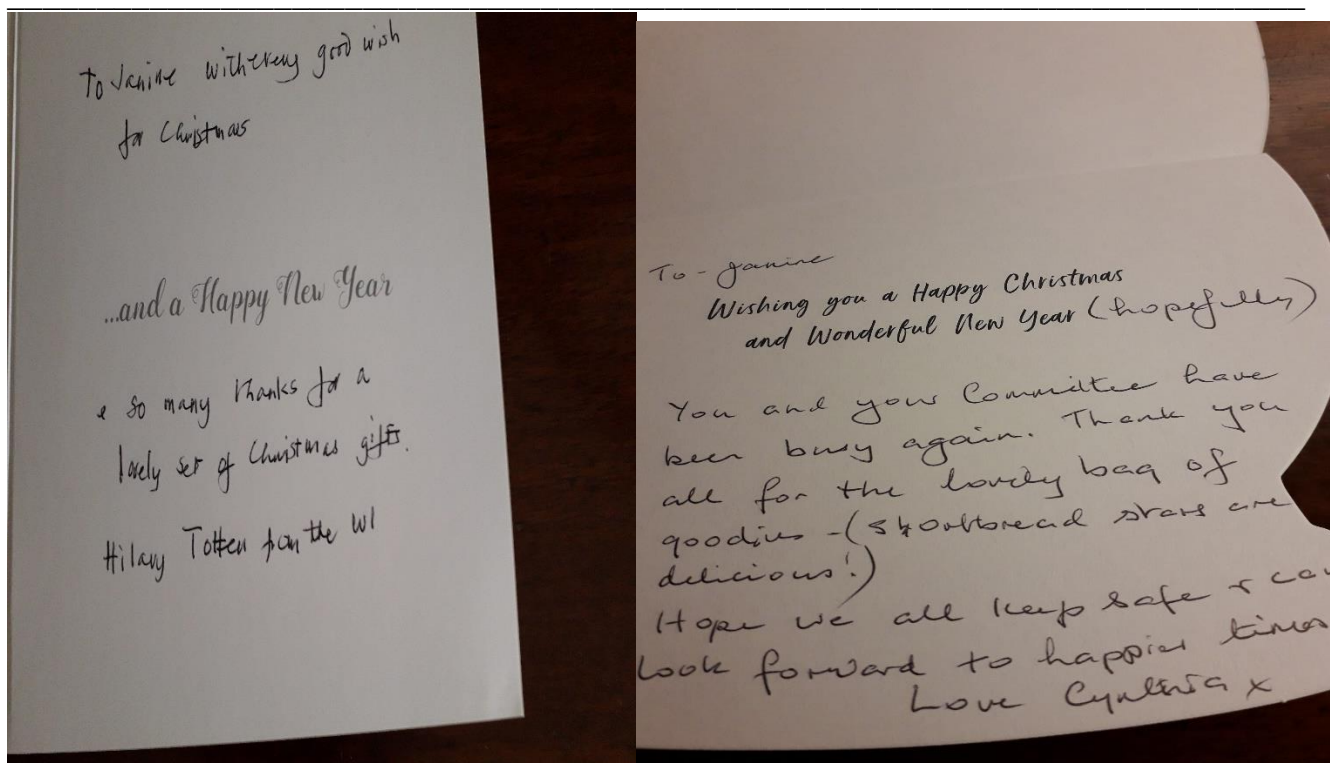 To Janine with every good wish
for Christmas
...and a Happy New Year
& so many thanks for a
lovely set of Christmas gifts.
Hilary Totten from the WI
To - Janine
Wishing you a Happy Christmas
and Wonderful New Year (hopefully)
You and your Committee have
been busy again. Thank you
all for the lovely bag of
goodies - (shortbread stars are
delicious!)
Hope we all keep safe &
Look forward to happier times
Love Cynthia x